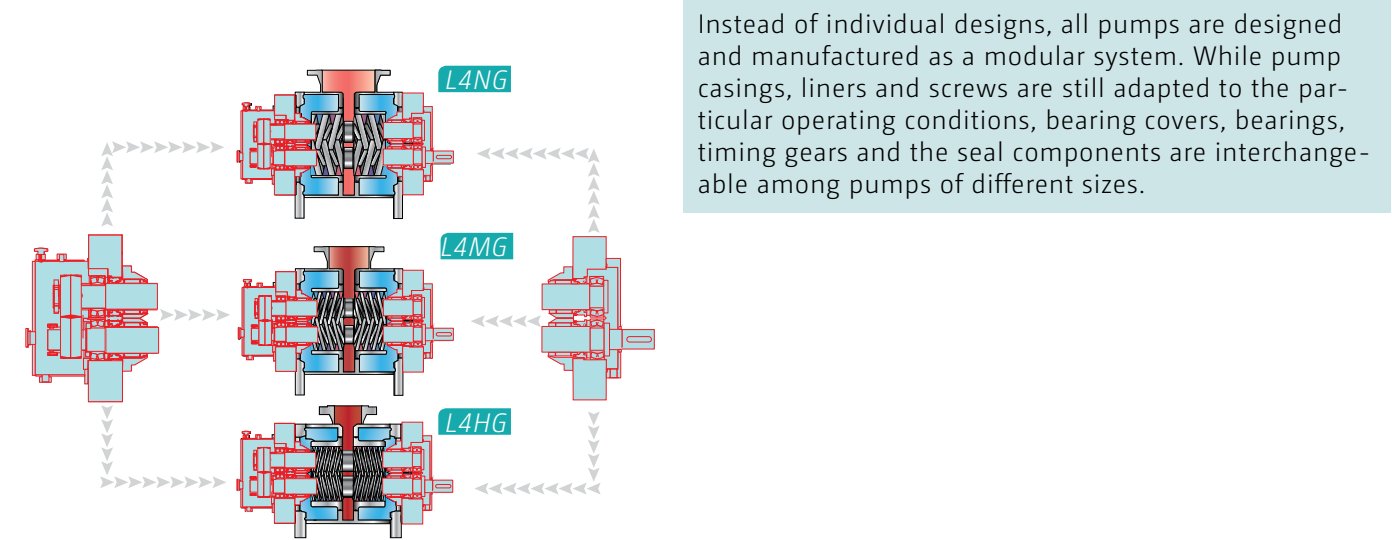 Instead of individual designs, all pumps are designed
and manufactured as a modular system. While pump
casings, liners and screws are still adapted to the par-
ticular operating conditions, bearing covers, bearings,
timing gears and the seal components are interchange-
able among pumps of different sizes.
L4NG
L4MG
L4HG